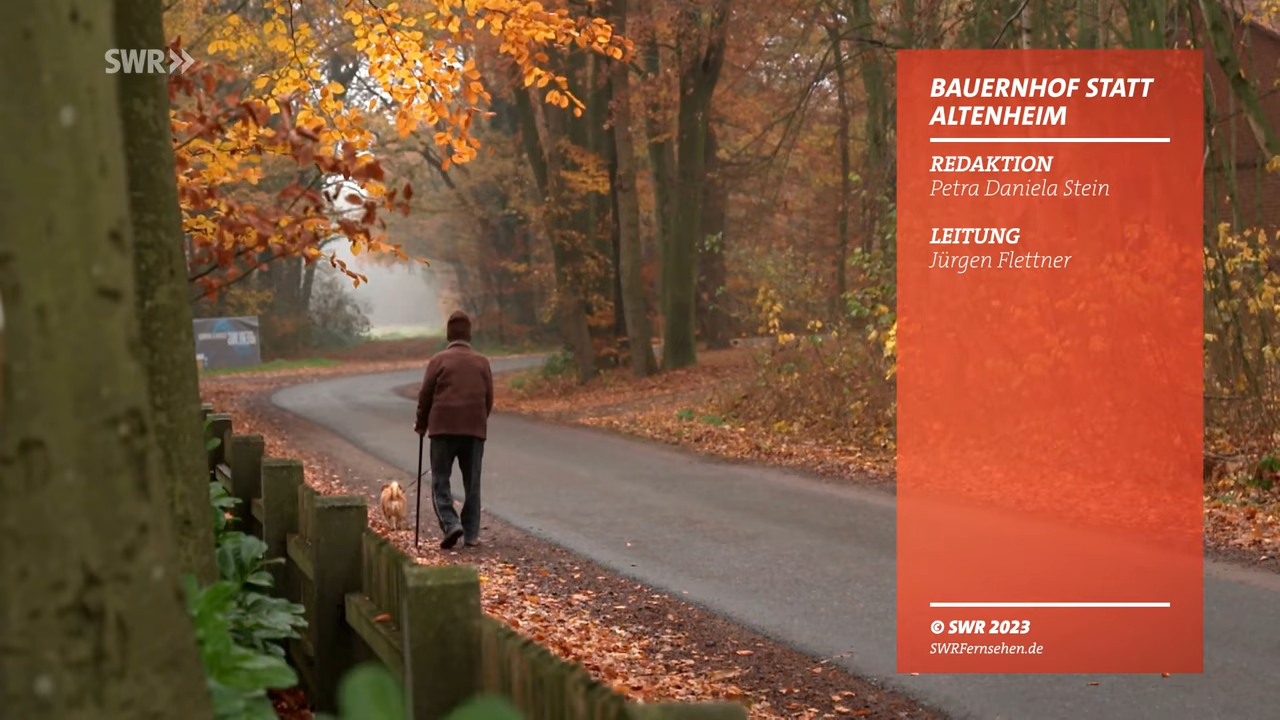 SWR»
BAUERNHOF STATT
ALTENHEIM
REDAKTION
Petra Daniela Stein
LEITUNG
Jürgen Flettner
© SWR 2023
SWRFernsehen.de